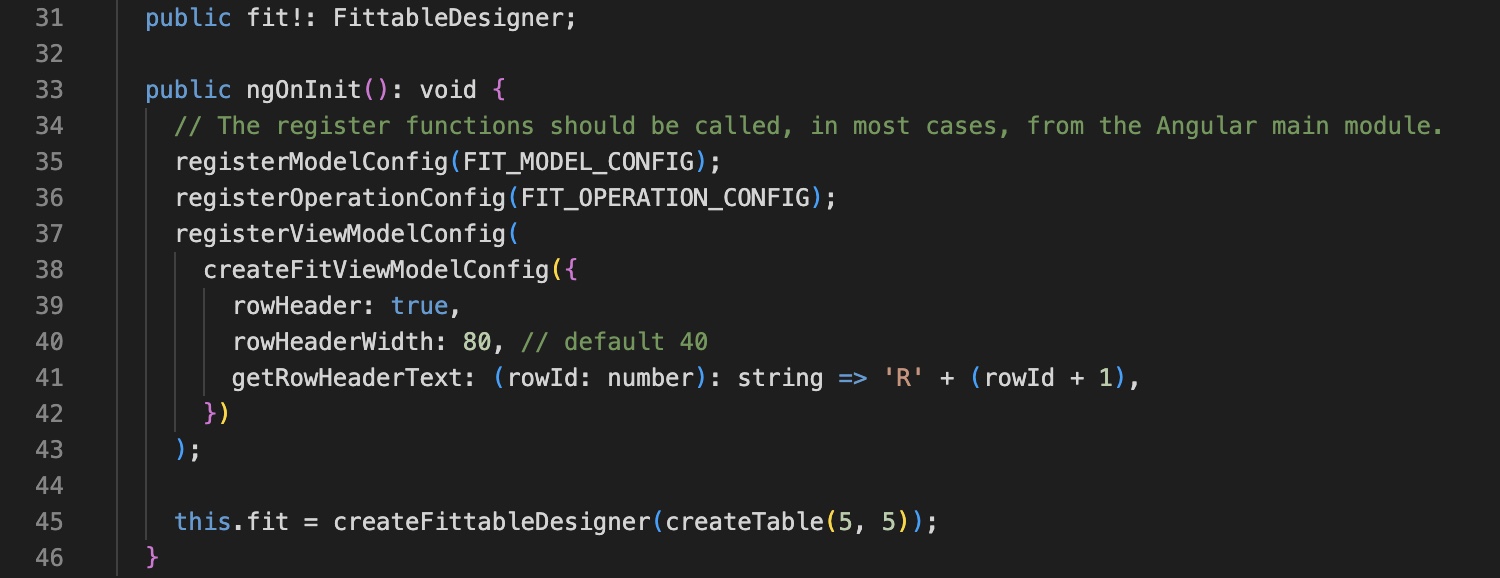 31 public fit!: FittableDesigner;
32
33 public ngOnInit(): void {
34 // The register functions should be called, in most cases, from the Angular main module.
35 registerModelConfig(FIT_MODEL_CONFIG);
36 registerOperationConfig(FIT_OPERATION_CONFIG);
37 registerViewModelConfig(
38 createFitViewModelConfig({
39 rowHeader: true,
40 rowHeaderWidth: 80, // default 40
41 getRowHeaderText: (rowId: number): string => 'R' + (rowId + 1),
42 })
43 );
44
45 this.fit = createFittableDesigner(createTable(5, 5));
46 }